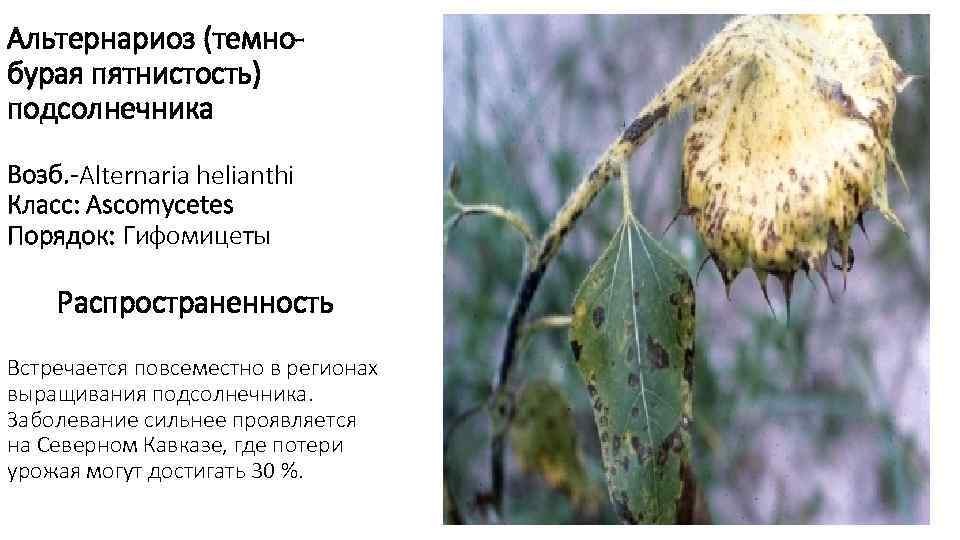 Альтернариоз (темно-
бурая пятнистость)
подсолнечника
Возб. -Alternaria helianthi
Класс: Ascomycetes
Порядок: Гифомицеты
Распространенность
Встречается повсеместно в регионах
выращивания подсолнечника.
Заболевание сильнее проявляется
на Северном Кавказе, где потери
урожая могут достигать 30 %.